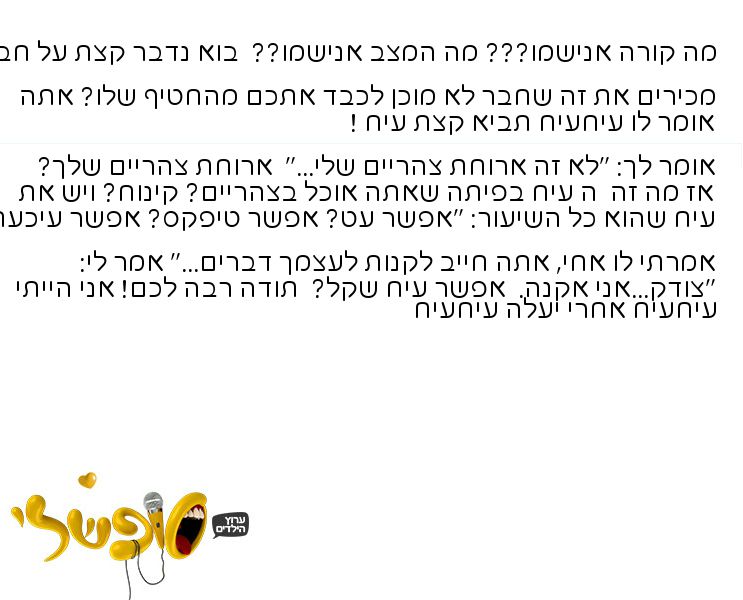 מה קורה אנישמו??? מה המצב אנישמו?? בוא נדבר קצת על חב
מכירים את זה שחבר לא מוכן לכבד אתכם מהחטיף שלו? אתה
אומר לו עיחעיח תביא קצת עיח !
אומר לך: "לא זה ארוחת צהריים שלי..." ארוחת צהריים שלך?
אז מה זה ה עיח בפיתה שאתה אוכל בצהריים? קינוח? ויש את
עיח שהוא כל השיעור: "אפשר עט? אפשר טיפקס? אפשר עיכער
אמרתי לו אחי, אתה חייב לקנות לעצמך דברים..." אמר לי:
"צודק...אני אקנה. אפשר עיח שקל? תודה רבה לכם! אני הייתי
עיחעיח אחרי יעלה עיחעיח
סופשלי
ערוץ
הילדים